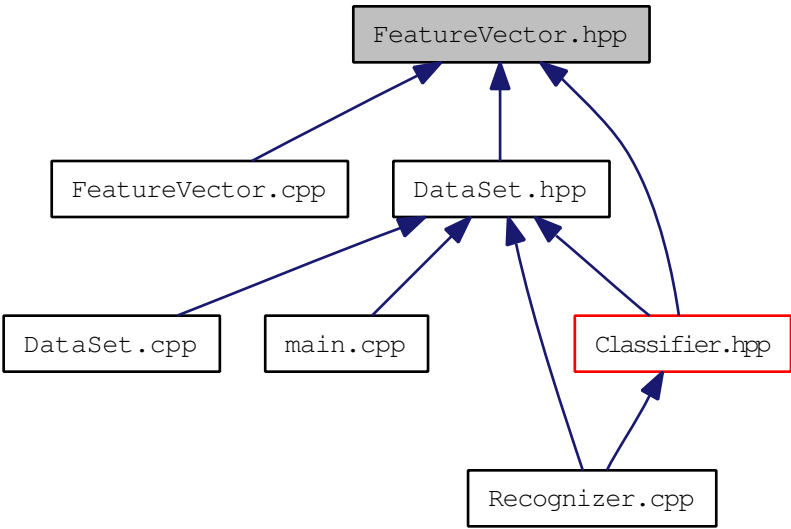 FeatureVector.hpp
FeatureVector.cpp
DataSet.hpp
DataSet.cpp
main.cpp
Classifier.hpp
Recognizer.cpp